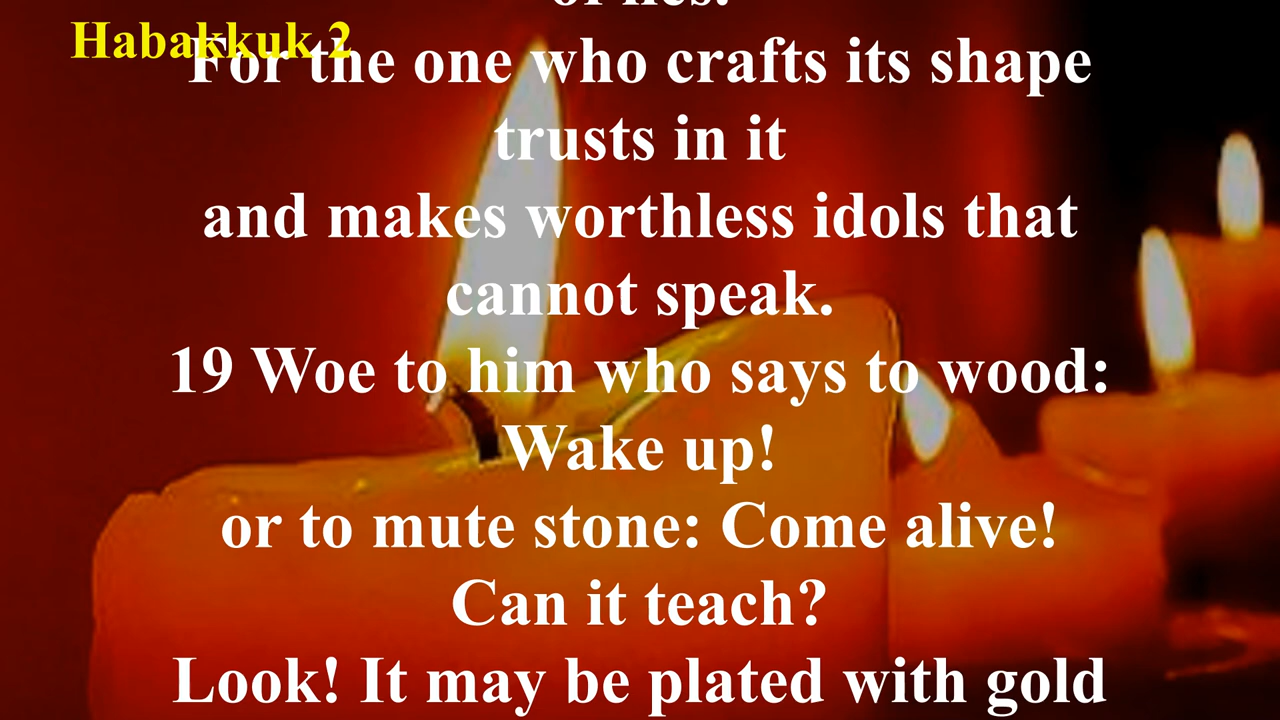 of lies.
Habakkuk 2
For the one who crafts its shape
trusts in it
and makes worthless idols that
cannot speak.
19 Woe to him who says to wood:
Wake up!
or to mute stone: Come alive!
Can it teach?
Look! It may be plated with gold